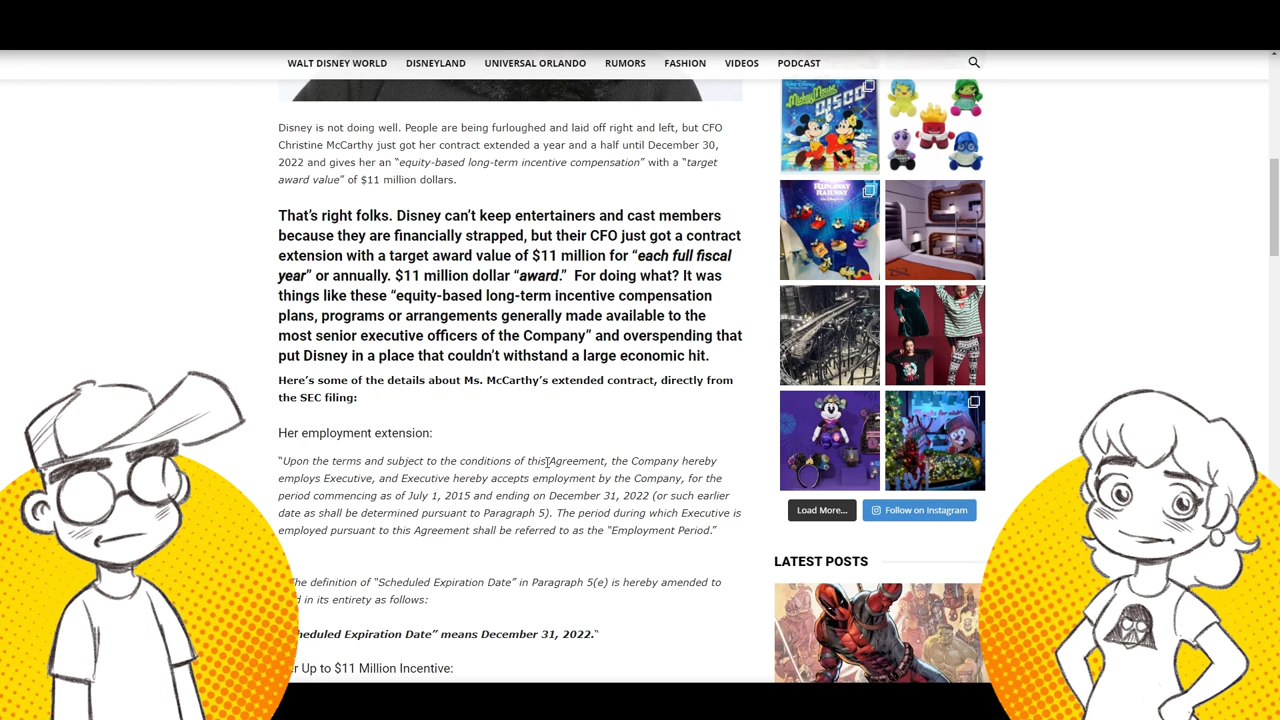 WALT DISNEY WORLD DISNEYLAND UNIVERSAL ORLANDO RUMORS FASHION VIDEOS PODCAST
Disney is not doing well. People are being furloughed and laid off right and left, but CFO
Christine McCarthy just got her contract extended a year and a half until December 30,
2022 and gives her an “equity-based long-term incentive compensation” with a “target
award value” of $11 million dollars.
That’s right folks. Disney can’t keep entertainers and cast members
because they are financially strapped, but their CFO just got a contract
extension with a target award value of $11 million for “each full fiscal
year” or annually. $11 million dollar “award.” For doing what? It was
things like these “equity-based long-term incentive compensation
plans, programs or arrangements generally made available to the
most senior executive officers of the Company” and overspending that
put Disney in a place that couldn’t withstand a large economic hit.
Here’s some of the details about Ms. McCarthy’s extended contract, directly from
the SEC filing:
Her employment extension:
“Upon the terms and subject to the conditions of this Agreement, the Company hereby
employs Executive, and Executive hereby accepts employment by the Company, for the
period commencing as of July 1, 2015 and ending on December 31, 2022 (or such earlier
date as shall be determined pursuant to Paragraph 5). The period during which Executive is
employed pursuant to this Agreement shall be referred to as the “Employment Period.”
he definition of “Scheduled Expiration Date” in Paragraph 5(e) is hereby amended to
d in its entirety as follows:
heduled Expiration Date” means December 31, 2022.“
r Up to $11 Million Incentive:
Mickey Mouse
DISCO
RUNAWAY
RAILWAY
Load More...
Follow on Instagram
LATEST POSTS